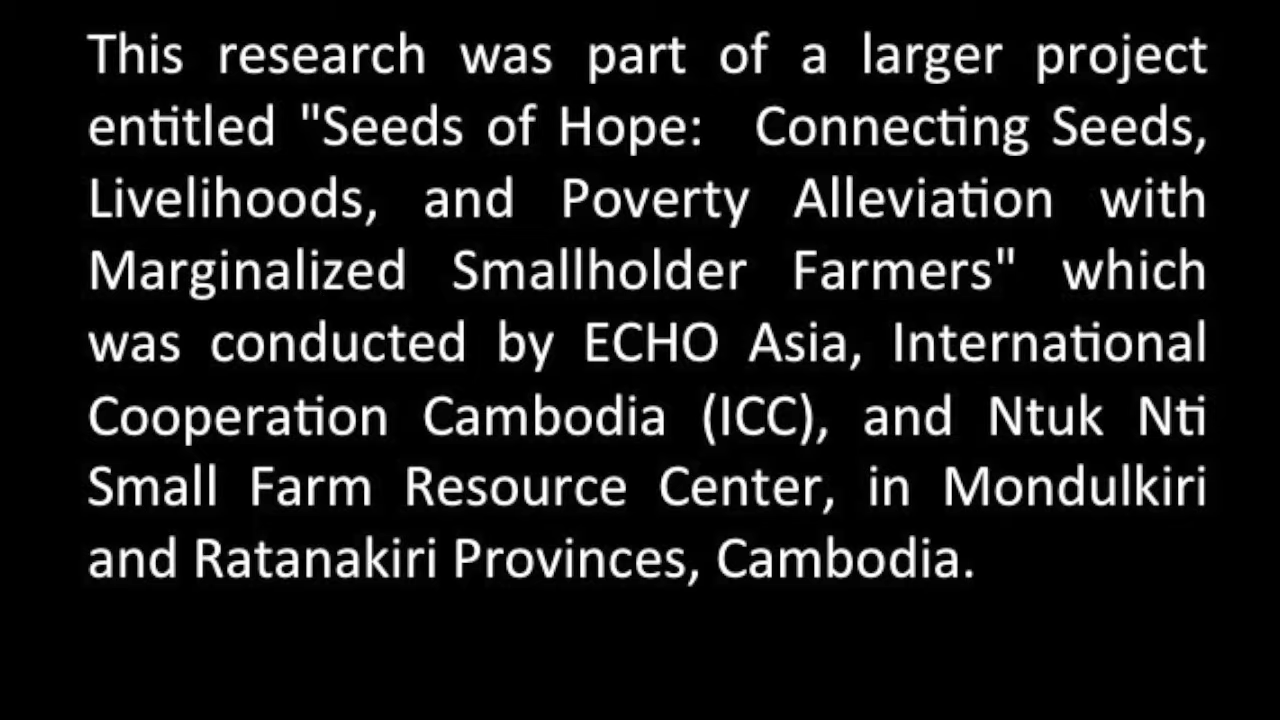 This research was part of a larger project
entitled "Seeds of Hope:  Connecting Seeds,
Livelihoods, and Poverty Alleviation with
Marginalized Smallholder Farmers" which
was conducted by ECHO Asia, International
Cooperation Cambodia (ICC), and Ntuk Nti
Small Farm Resource Center, in Mondulkiri
and Ratanakiri Provinces, Cambodia.